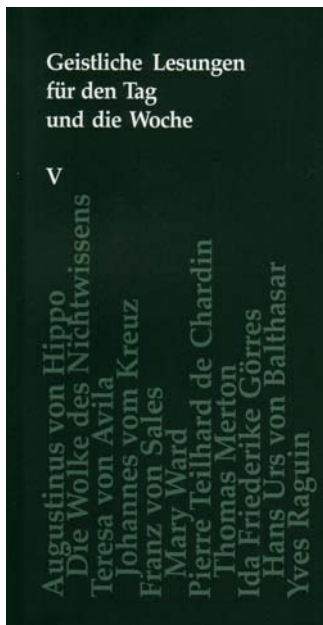 Geistliche Lesungen
für den Tag
und die Woche
V
Augustinus von Hippo
Die Wolke des Nichtwissens
Teresa von Avila
Johannes vom Kreuz
Franz von Sales
Mary Ward
Pierre Teilhard de Chardin
Thomas Merton
Ida Friederike Görres
Hans Urs von Balthasar
Yves Raguin